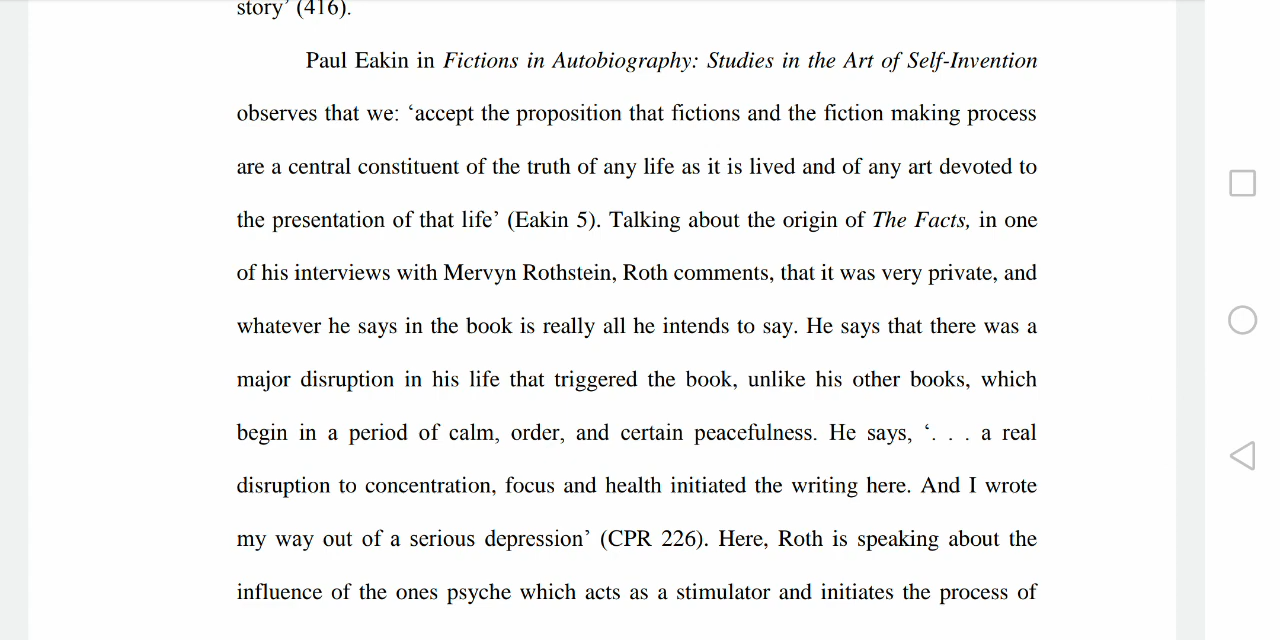 story’ (416).
Paul Eakin in Fictions in Autobiography: Studies in the Art of Self-Invention
observes that we: ‘accept the proposition that fictions and the fiction making process
are a central constituent of the truth of any life as it is lived and of any art devoted to
the presentation of that life’ (Eakin 5). Talking about the origin of The Facts, in one
of his interviews with Mervyn Rothstein, Roth comments, that it was very private, and
whatever he says in the book is really all he intends to say. He says that there was a
major disruption in his life that triggered the book, unlike his other books, which
begin in a period of calm, order, and certain peacefulness. He says, ‘. . . a real
disruption to concentration, focus and health initiated the writing here. And I wrote
my way out of a serious depression’ (CPR 226). Here, Roth is speaking about the
influence of the ones psyche which acts as a stimulator and initiates the process of